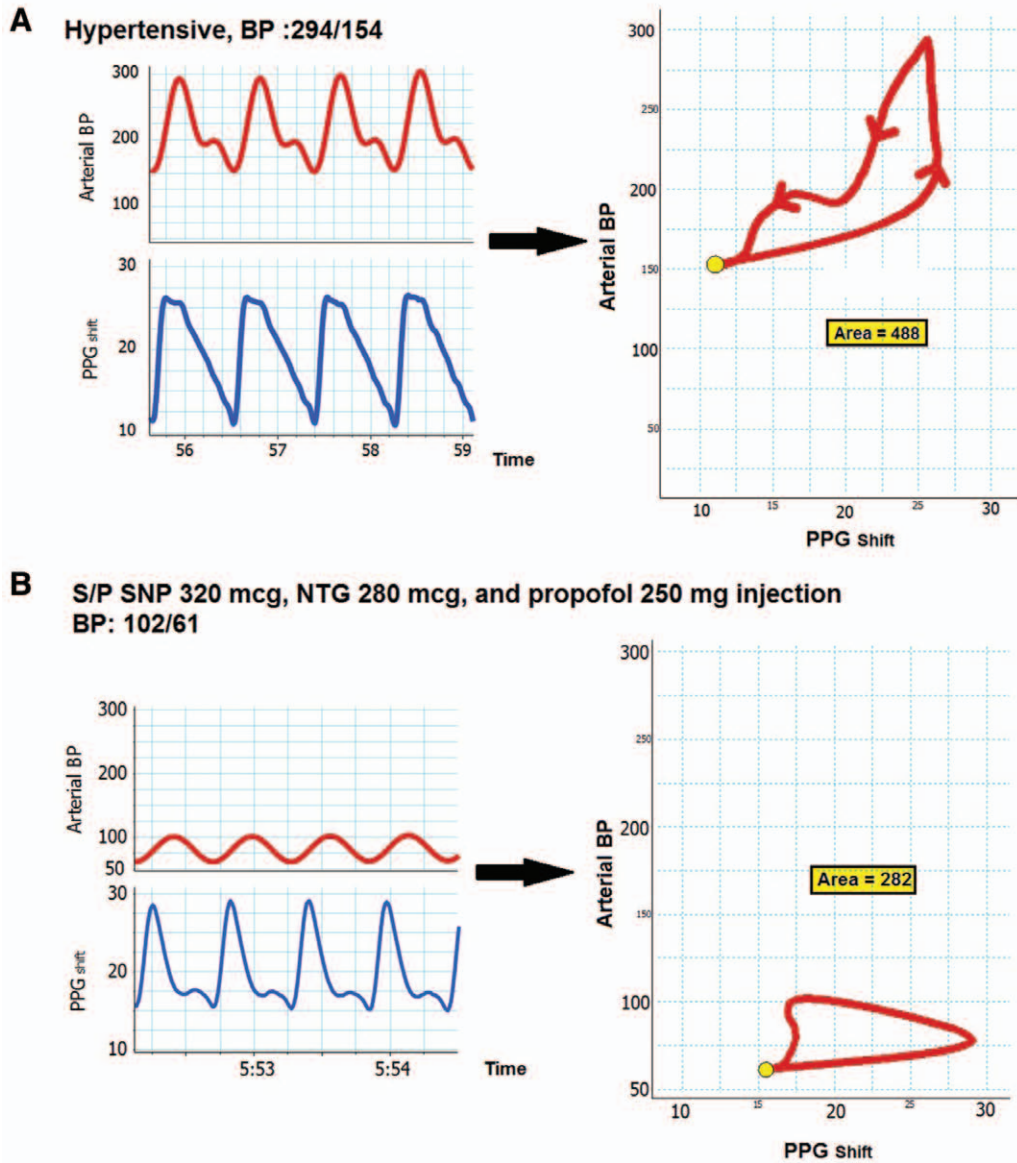 A
Hypertensive, BP :294/154
300
200
100
Arterial BP
30
20
10
PPG shift
56
57
58
59
Time
300
250
200
150
100
50
Arterial BP
Area = 488
10
15
20
25
30
PPG Shift
B
S/P SNP 320 mcg, NTG 280 mcg, and propofol 250 mg injection
BP: 102/61
300
200
100
50
Arterial BP
30
20
10
PPG shift
5:53
5:54
Time
300
250
200
150
100
50
Arterial BP
Area = 282
10
15
20
25
30
PPG Shift